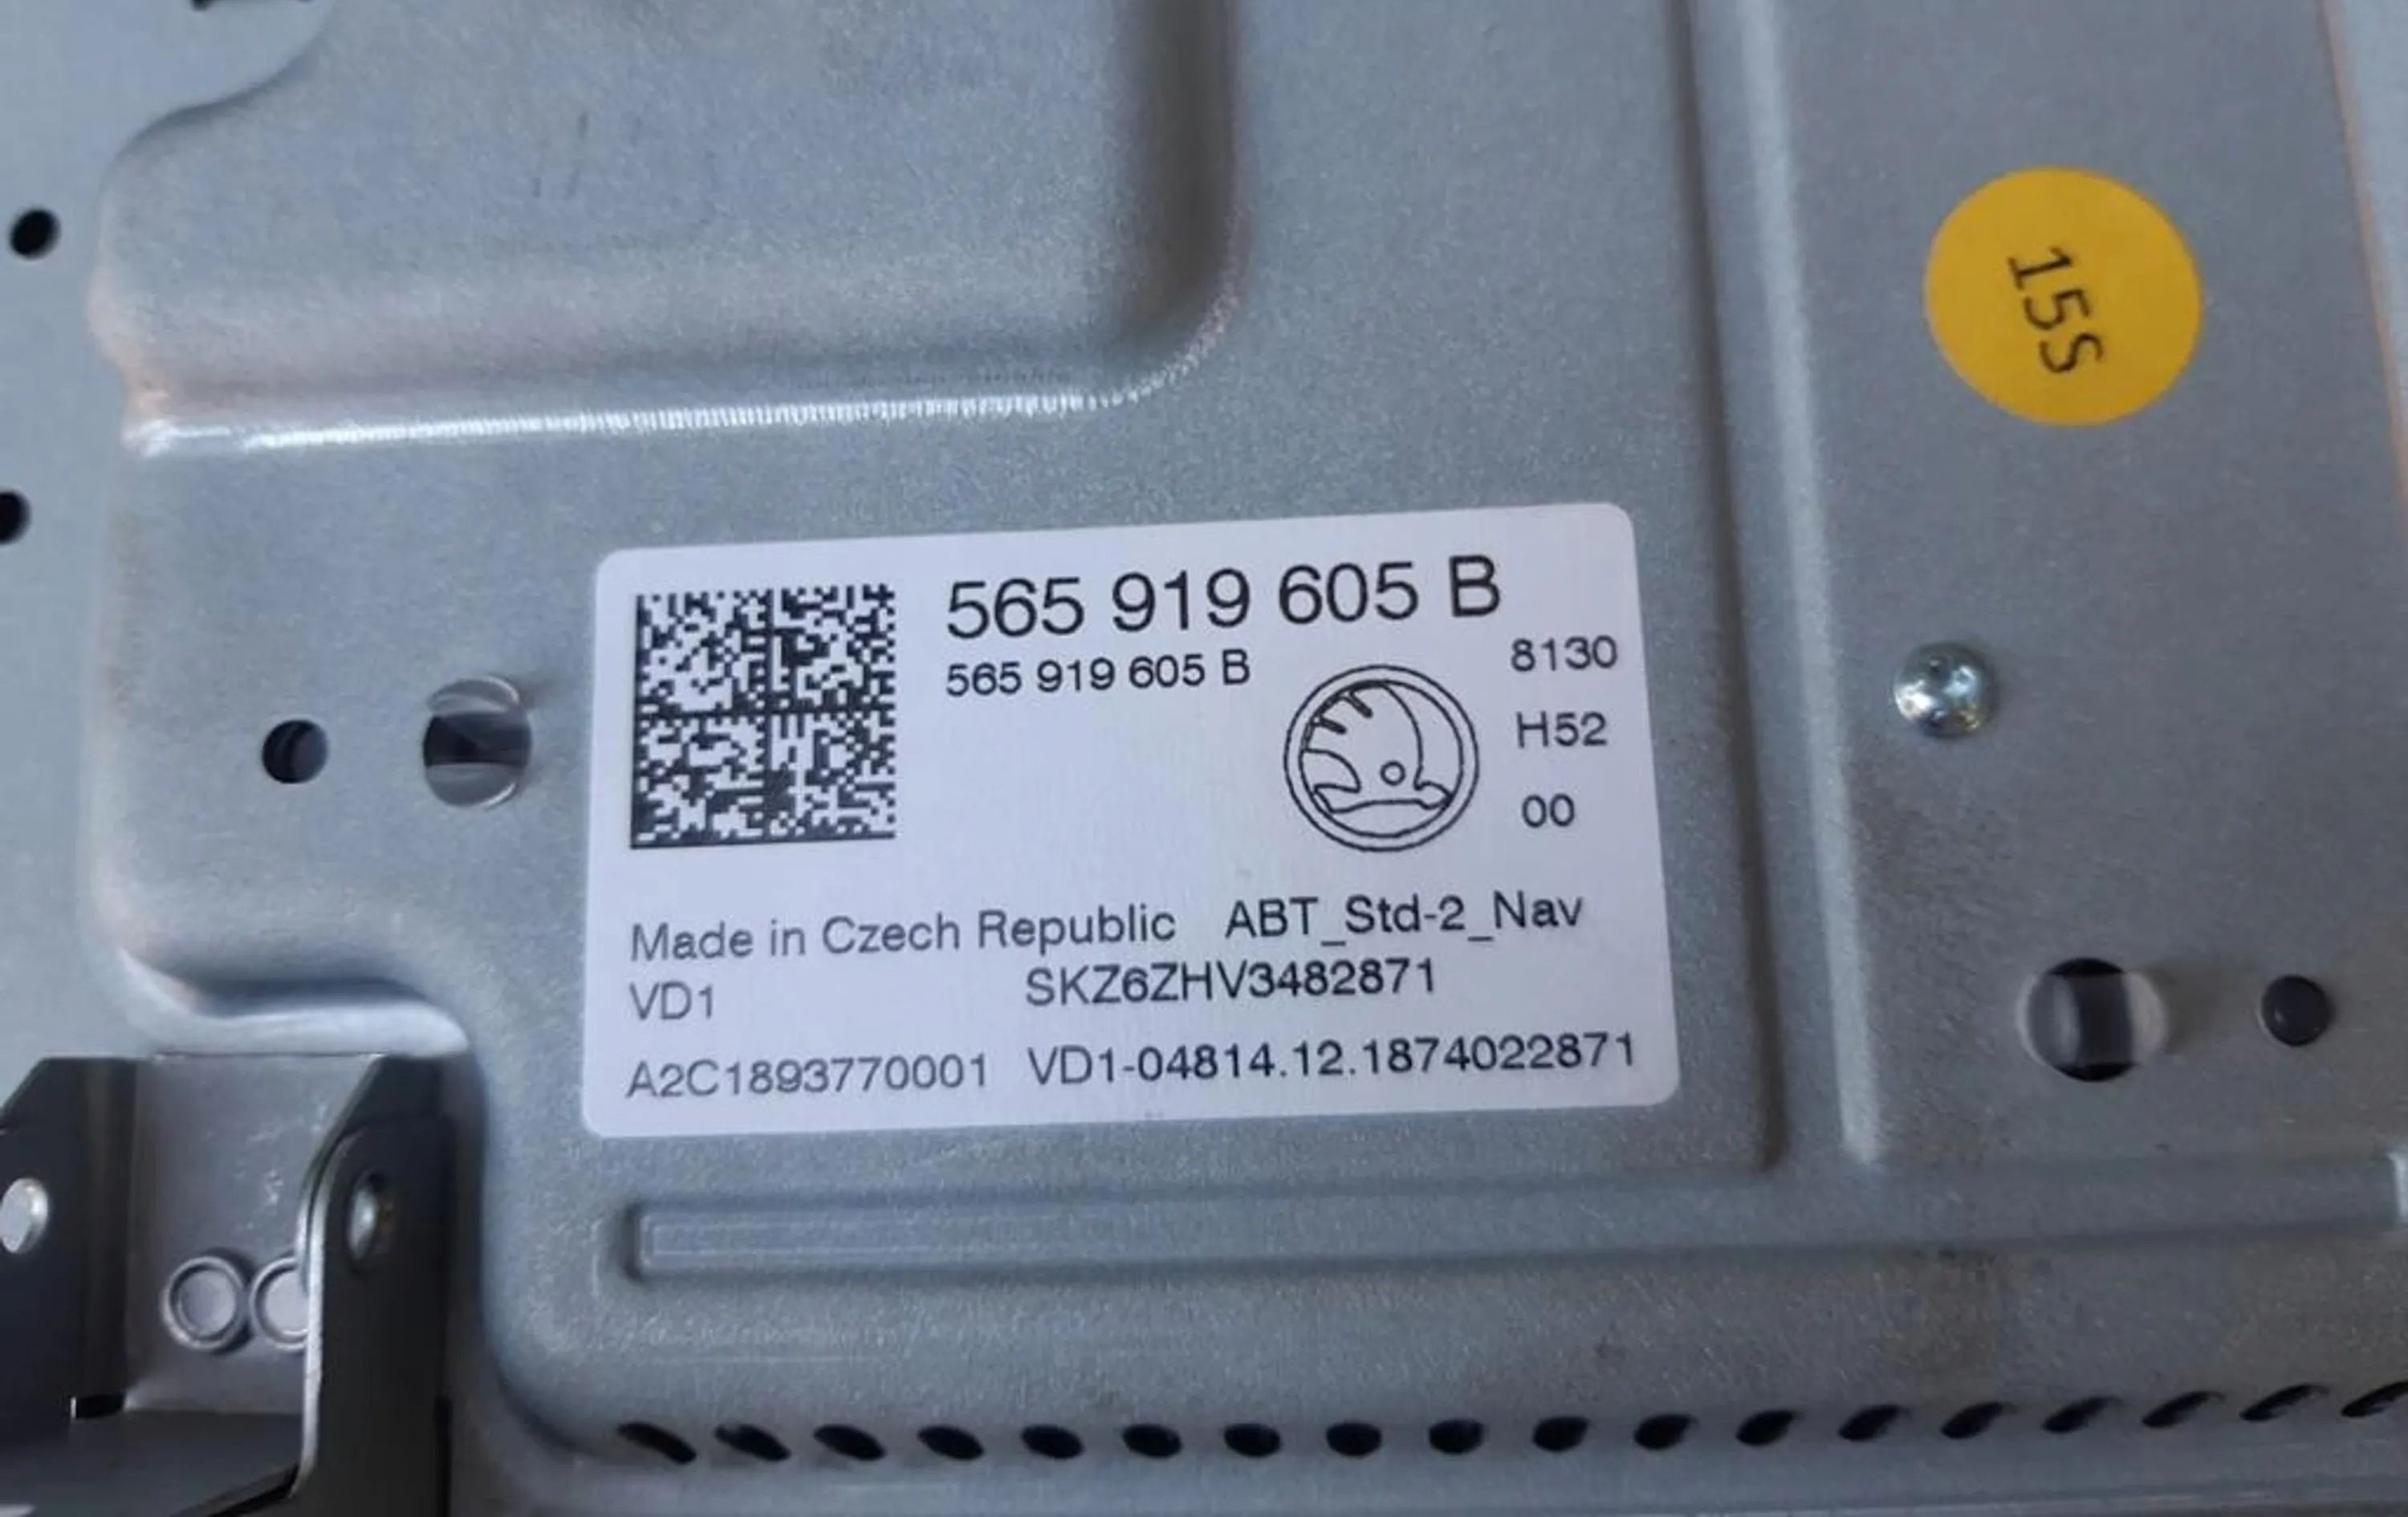 15S
565 919 605 B
565 919 605 B
8130
H52
00
Made in Czech Republic ABT_Std-2_Nav
VD1 SKZ6ZHV3482871
A2C1893770001 VD1-04814.12.1874022871